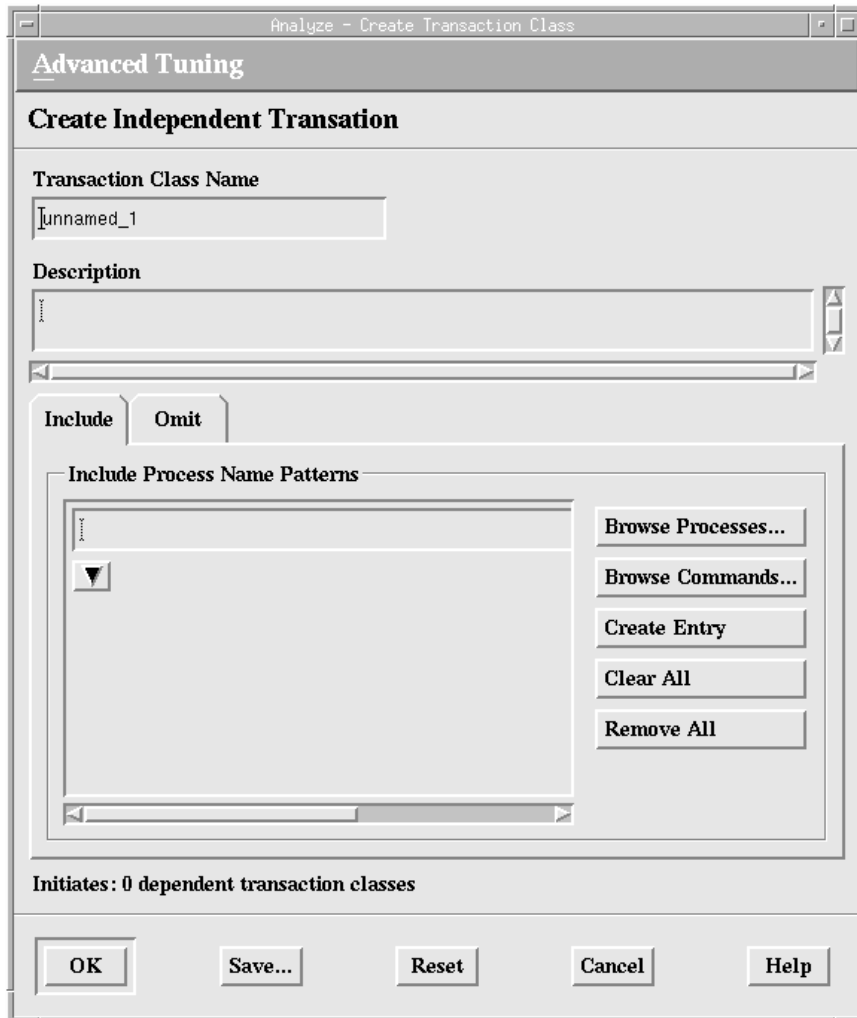 Analyze - Create Transaction Class
Advanced Tuning
Create Independent Transation
Transaction Class Name
unnamed_1
Description
Include Omit
Include Process Name Patterns
Browse Processes...
Browse Commands...
Create Entry
Clear All
Remove All
Initiates: 0 dependent transaction classes
OK Save... Reset Cancel Help